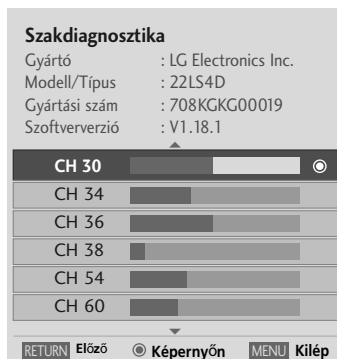 Szakdiagnosztika
Gyártó : LG Electronics Inc.
Modell/Típus : 22LS4D
Gyártási szám : 708KGKG00019
Szoftververzió : V1.18.1
CH 30
CH 34
CH 36
CH 38
CH 54
CH 60
RETURN Előző Képernyőn MENU Kilép